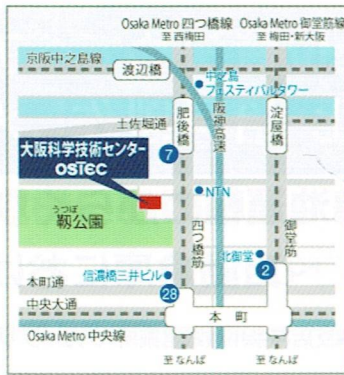 Osaka Metro 四つ橋線
至 西梅田
Osaka Metro 御堂筋線
至 梅田・新大阪
京阪中之島線
渡辺橋
中之島
フェスティバルタワー
土佐堀通
肥後橋
阪神高速
淀屋橋
大阪科学技術センター
OSTEC
7
NTN
うつぼ
靱公園
四つ橋筋
御堂筋
北御堂
2
信濃橋三井ビル
本町通
28
中央大通
本町
Osaka Metro 中央線
至 なんば
至 なんば